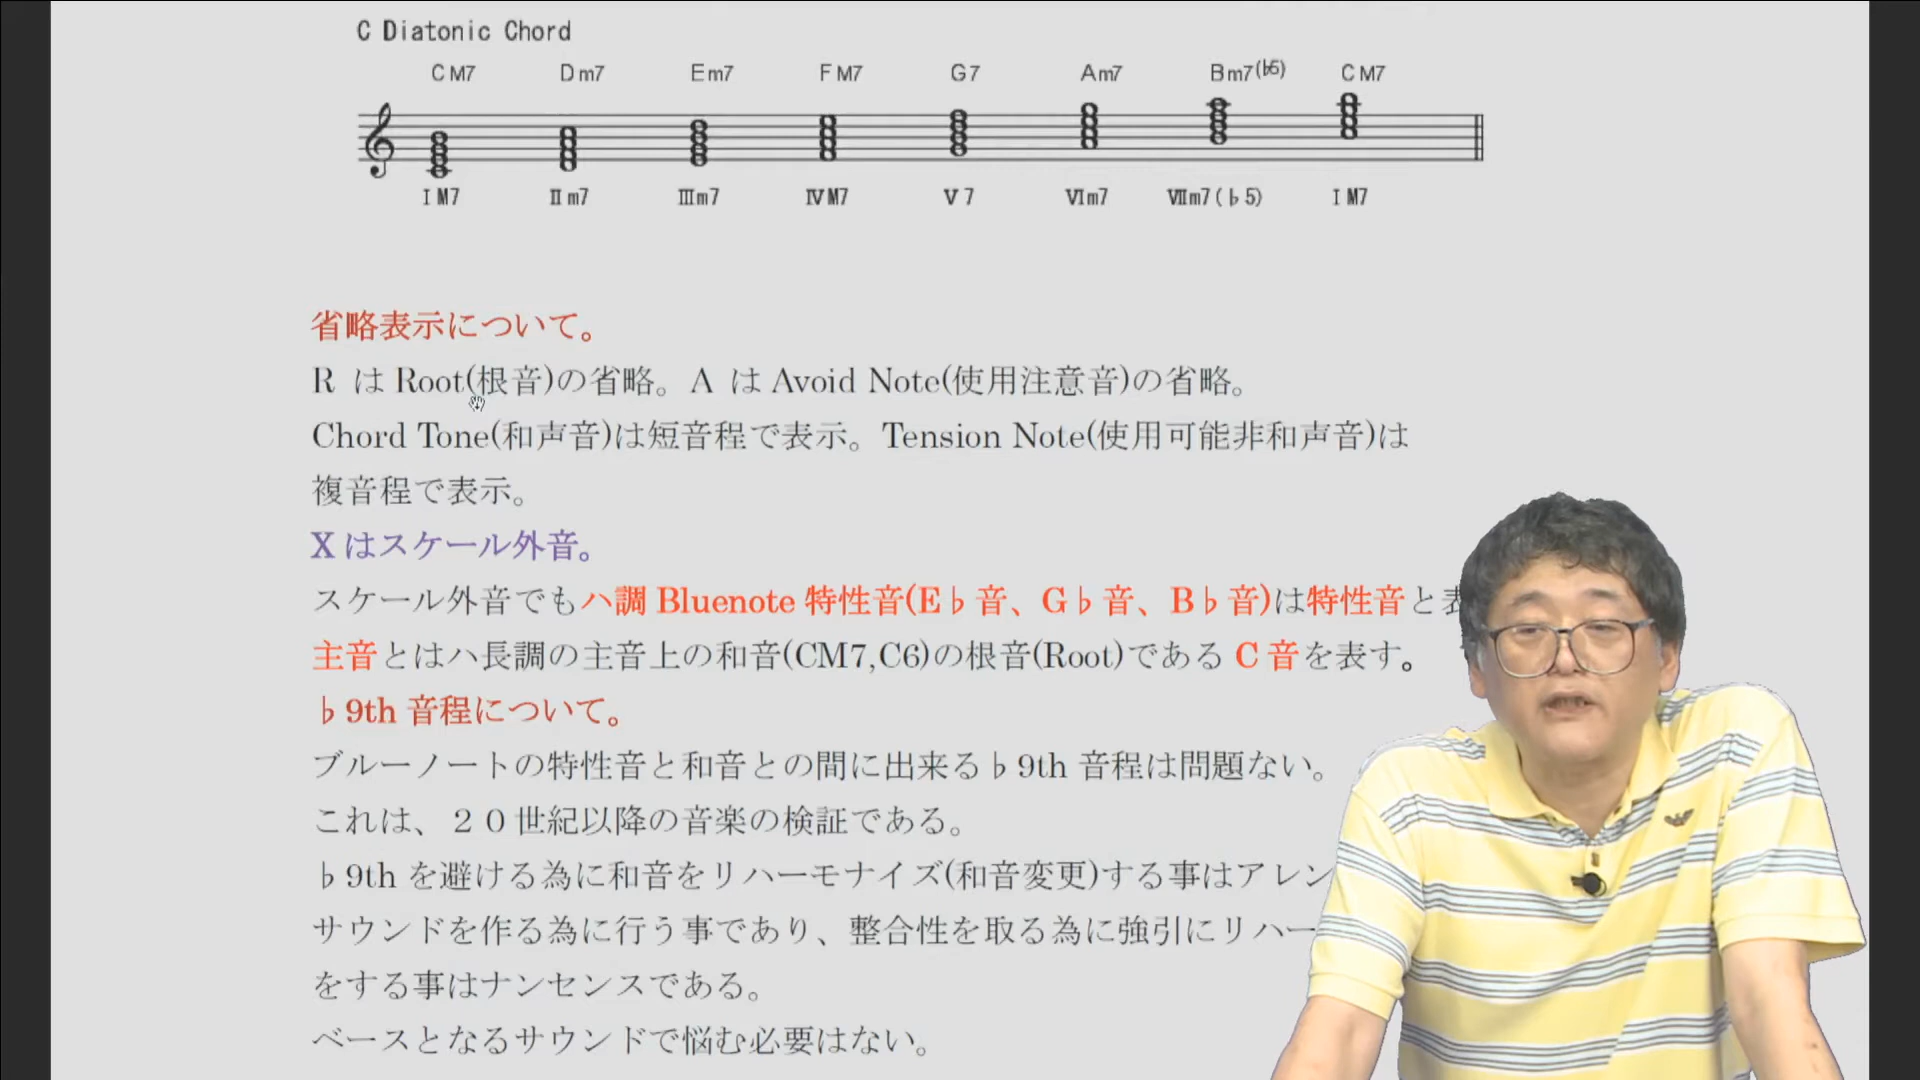 C Diatonic Chord
CM7 Dm7 Em7 FM7 G7 Am7 Bm7(♭5) CM7
ⅠM7 Ⅱm7 Ⅲm7 ⅣM7 Ⅴ7 Ⅵm7 Ⅶm7(♭5) ⅠM7
省略表示について。
R は Root(根音)の省略。A は Avoid Note(使用注意音)の省略。
Chord Tone(和声音)は短音程で表示。Tension Note(使用可能非和声音)は
複音程で表示。
X はスケール外音。
スケール外音でもハ調 Bluenote 特性音(E♭音、G♭音、B♭音)は特性音と表
主音とはハ長調の主音上の和音(CM7,C6)の根音(Root)である C 音を表す。
♭9th 音程について。
ブルーノートの特性音と和音との間に出来る♭9th 音程は問題ない。
これは、２０世紀以降の音楽の検証である。
♭9th を避ける為に和音をリハーモナイズ(和音変更)する事はアレン
サウンドを作る為に行う事であり、整合性を取る為に強引にリハー
をする事はナンセンスである。
ベースとなるサウンドで悩む必要はない。